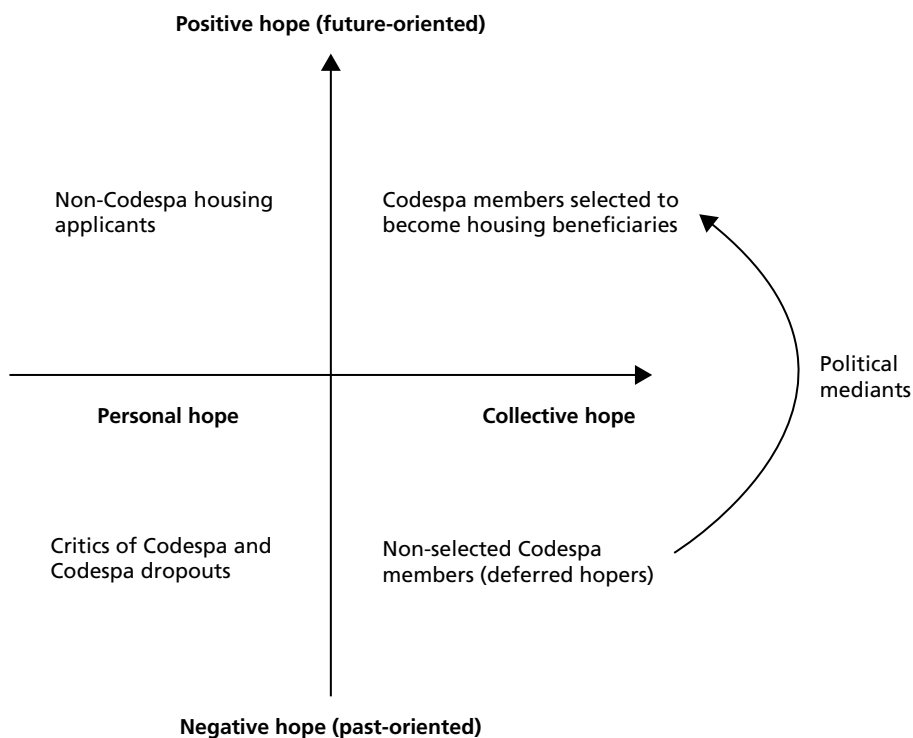 Positive hope (future-oriented)
Non-Codespa housing
applicants
Codespa members selected to
become housing beneficiaries
Political
mediants
Personal hope
Collective hope
Critics of Codespa and
Codespa dropouts
Non-selected Codespa
members (deferred hopers)
Negative hope (past-oriented)